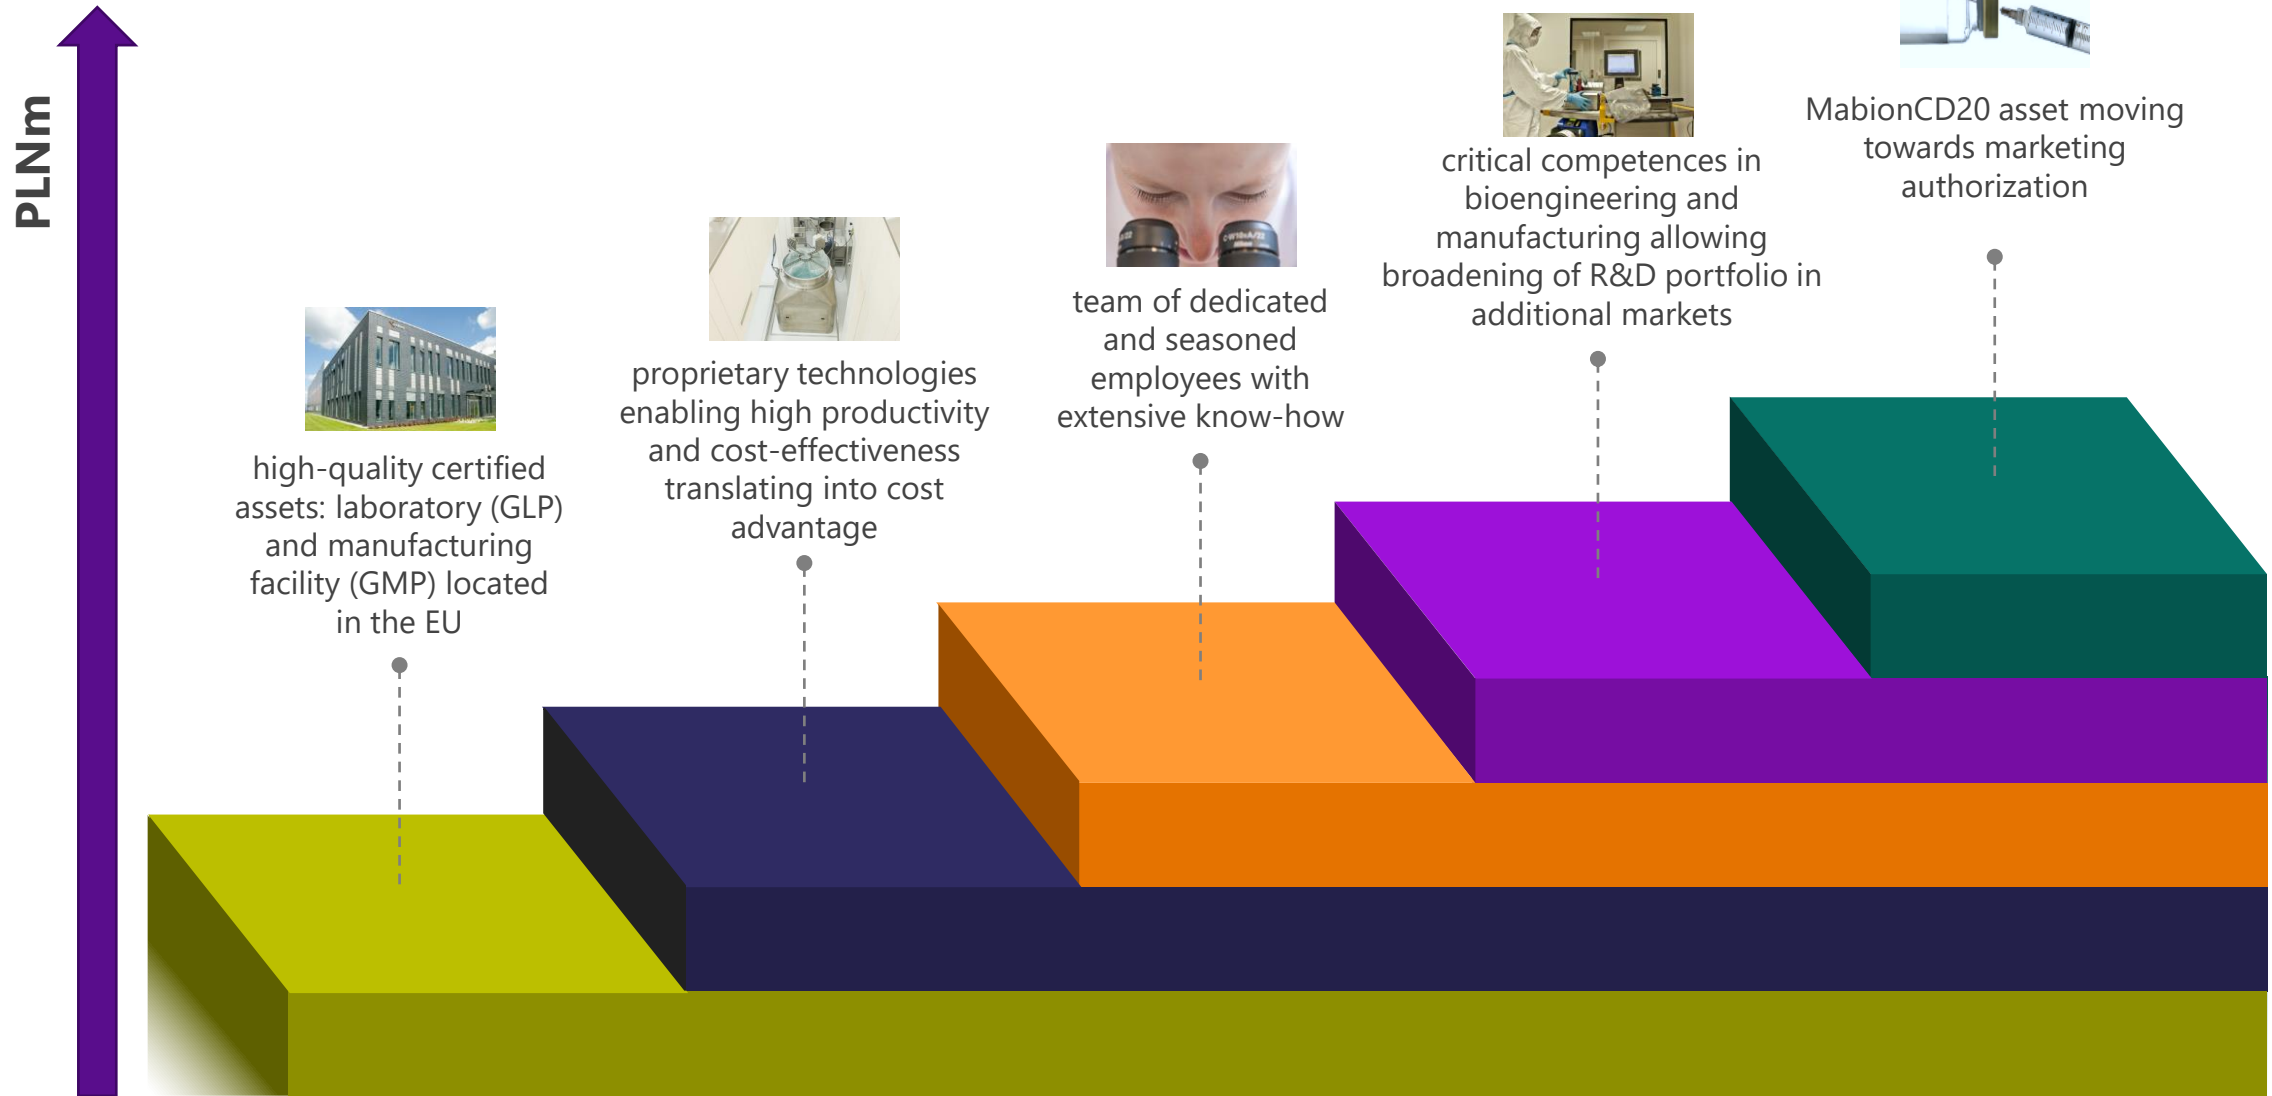 PLNm
high-quality certified
assets: laboratory (GLP)
and manufacturing
facility (GMP) located
in the EU
proprietary technologies
enabling high productivity
and cost-effectiveness
translating into cost
advantage
team of dedicated
and seasoned
employees with
extensive know-how
critical competences in
bioengineering and
manufacturing allowing
broadening of R&D portfolio in
additional markets
MabionCD20 asset moving
towards marketing
authorization